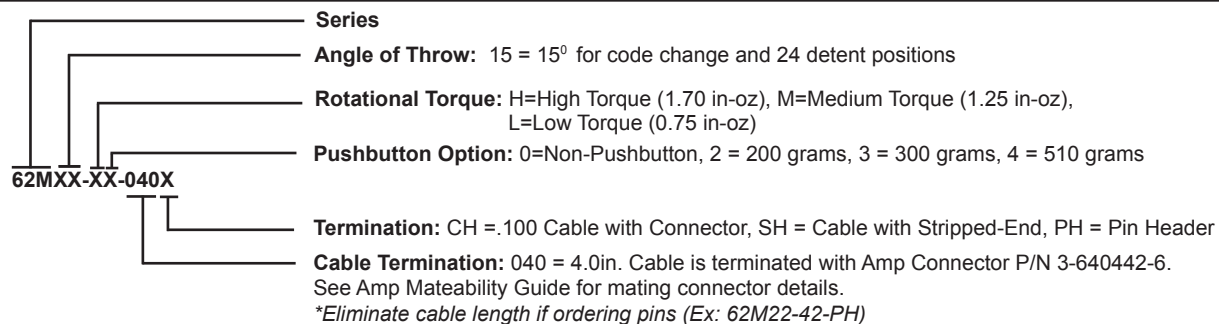 Series
Angle of Throw: 15 = 15⁰ for code change and 24 detent positions
Rotational Torque: H=High Torque (1.70 in-oz), M=Medium Torque (1.25 in-oz),
L=Low Torque (0.75 in-oz)
Pushbutton Option: 0=Non-Pushbutton, 2 = 200 grams, 3 = 300 grams, 4 = 510 grams
62MXX-XX-040X
Termination: CH =.100 Cable with Connector, SH = Cable with Stripped-End, PH = Pin Header
Cable Termination: 040 = 4.0in. Cable is terminated with Amp Connector P/N 3-640442-6.
See Amp Mateability Guide for mating connector details.
*Eliminate cable length if ordering pins (Ex: 62M22-42-PH)